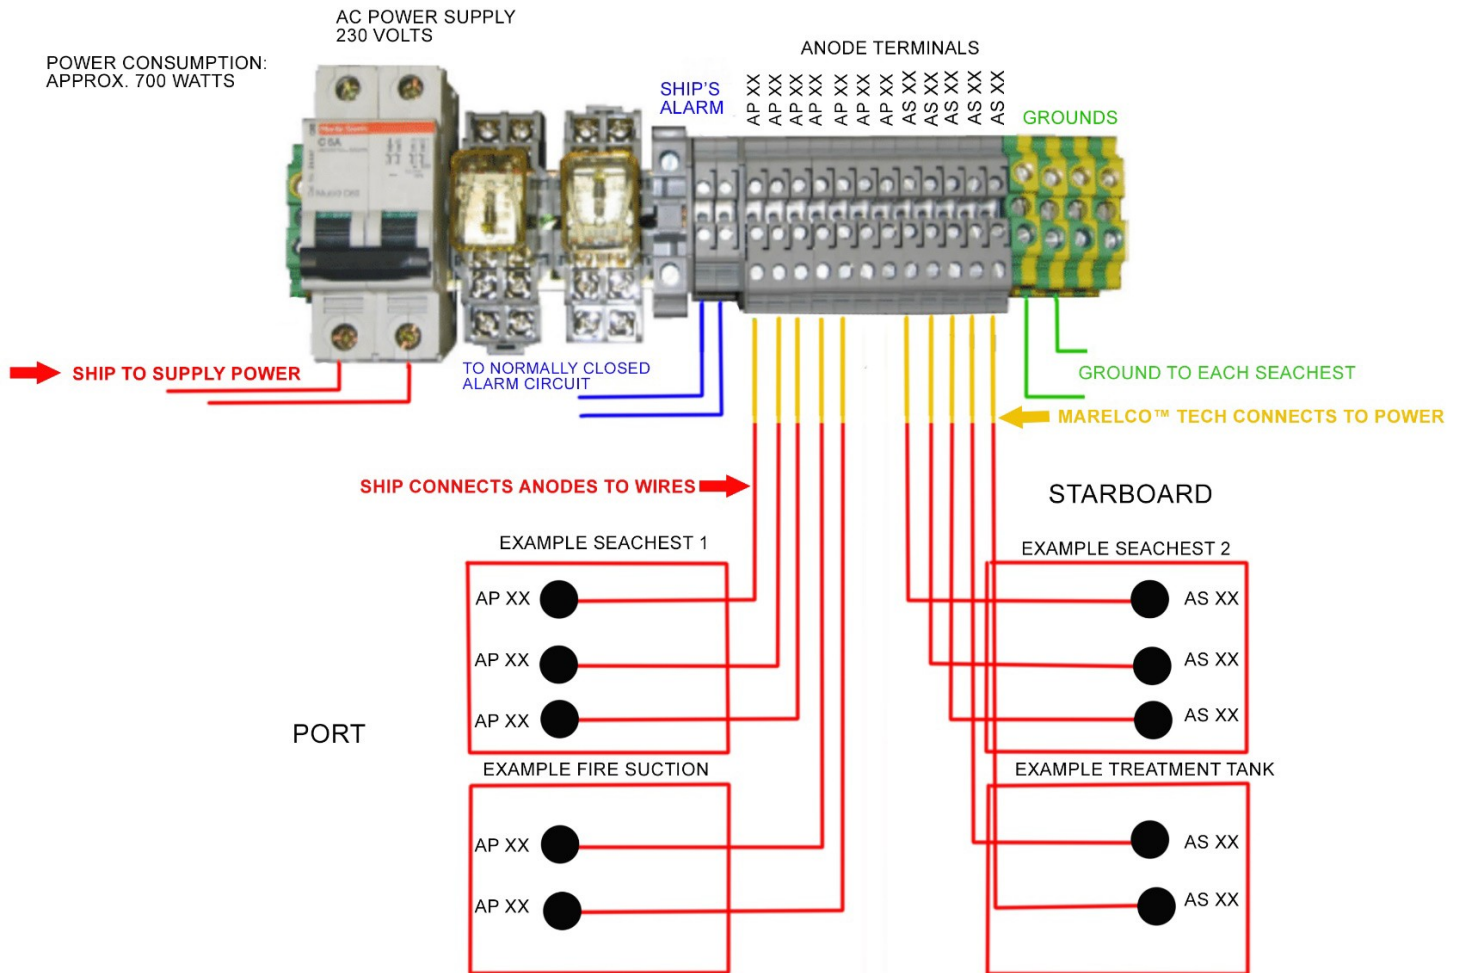 AC POWER SUPPLY
230 VOLTS
POWER CONSUMPTION:
APPROX. 700 WATTS
ANODE TERMINALS
SHIP'S
ALARM
AP XX
AP XX
AP XX
AP XX
AP XX
AP XX
AP XX
AS XX
AS XX
AS XX
AS XX
AS XX
GROUNDS
C 6A
TO NORMALLY CLOSED
ALARM CIRCUIT
SHIP TO SUPPLY POWER
GROUND TO EACH SEACHEST
MARELCO™ TECH CONNECTS TO POWER
SHIP CONNECTS ANODES TO WIRES
STARBOARD
EXAMPLE SEACHEST 1
EXAMPLE SEACHEST 2
AP XX
AS XX
AP XX
AS XX
AP XX
AS XX
PORT
EXAMPLE FIRE SUCTION
EXAMPLE TREATMENT TANK
AP XX
AS XX
AP XX
AS XX